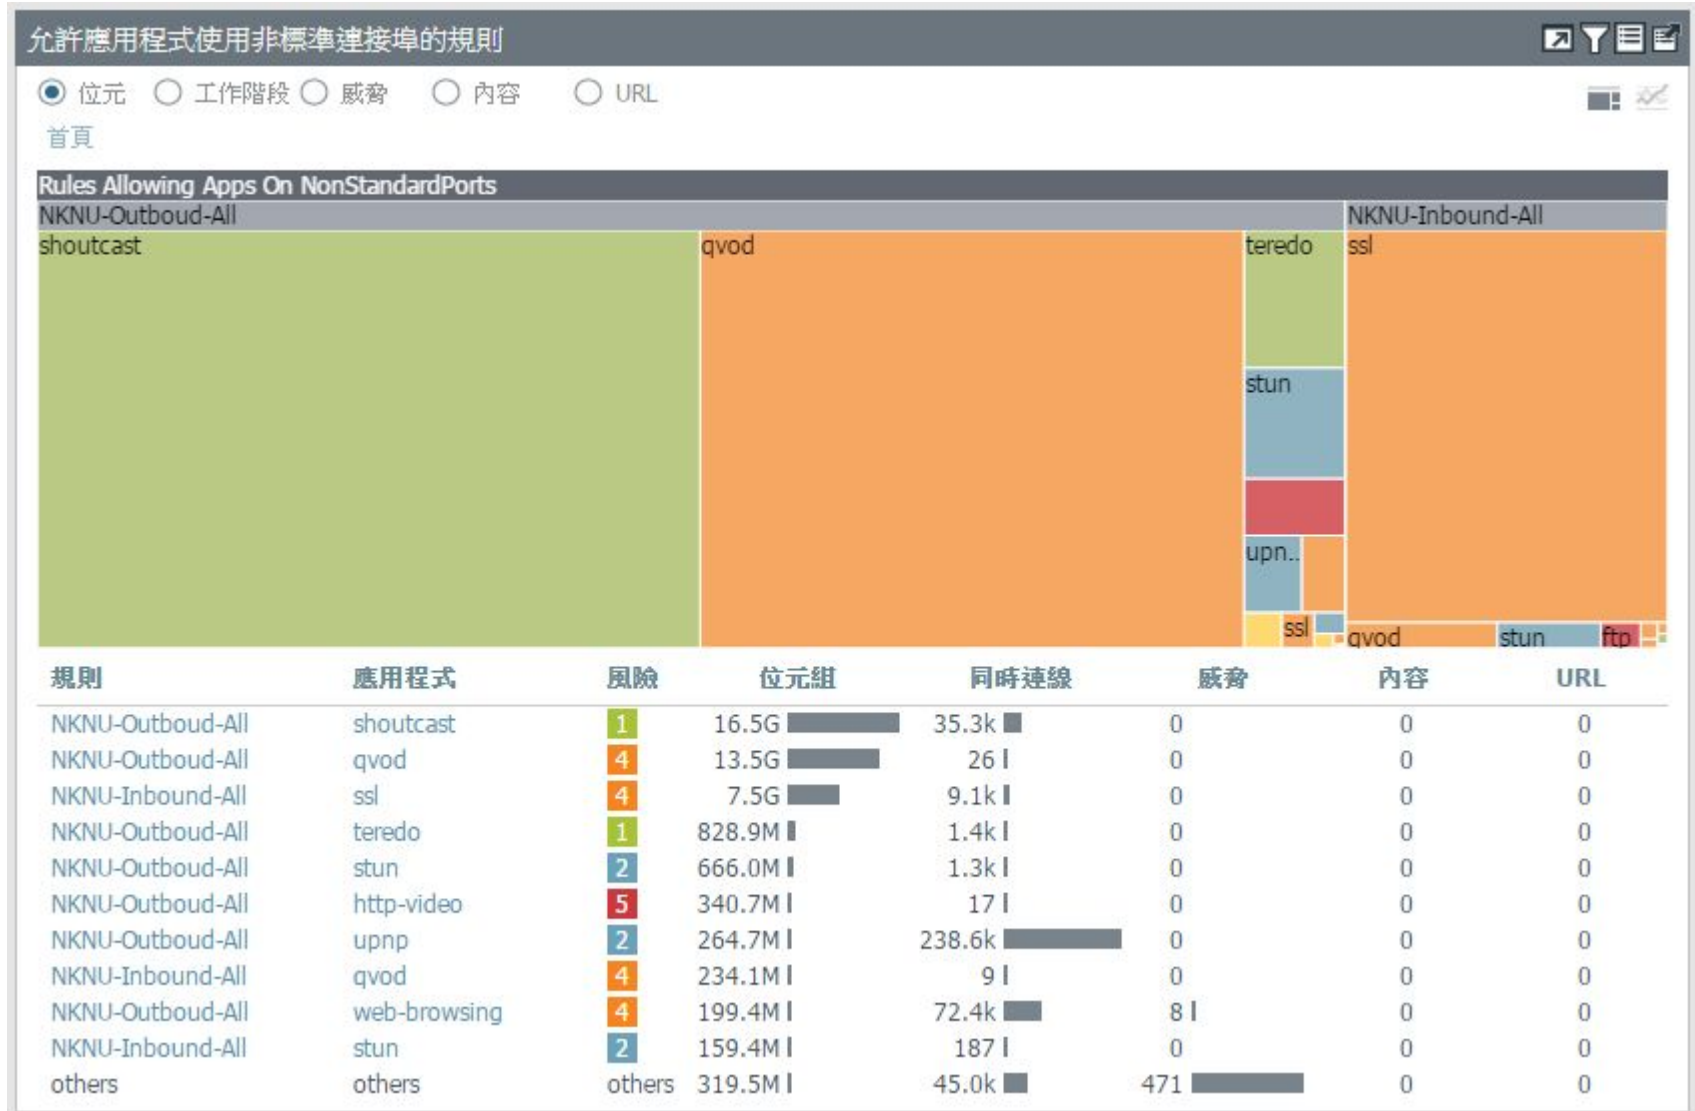 允許應用程式使用非標準連接埠的規則
位元 工作階段 威脅 內容 URL
首頁
Rules Allowing Apps On NonStandardPorts
NKNU-Outboud-All NKNU-Inbound-All
shoutcast qvod teredo ssl
stun
upn..
ssl qvod stun ftp
規則 應用程式 風險 位元組 同時連線 威脅 內容 URL
NKNU-Outboud-All shoutcast 1 16.5G 35.3k 0 0 0
NKNU-Outboud-All qvod 4 13.5G 26 0 0 0
NKNU-Inbound-All ssl 4 7.5G 9.1k 0 0 0
NKNU-Outboud-All teredo 1 828.9M 1.4k 0 0 0
NKNU-Outboud-All stun 2 666.0M 1.3k 0 0 0
NKNU-Outboud-All http-video 5 340.7M 17 0 0 0
NKNU-Outboud-All upnp 2 264.7M 238.6k 0 0 0
NKNU-Inbound-All qvod 4 234.1M 9 0 0 0
NKNU-Outboud-All web-browsing 4 199.4M 72.4k 8 0 0
NKNU-Inbound-All stun 2 159.4M 187 0 0 0
others others others 319.5M 45.0k 471 0 0